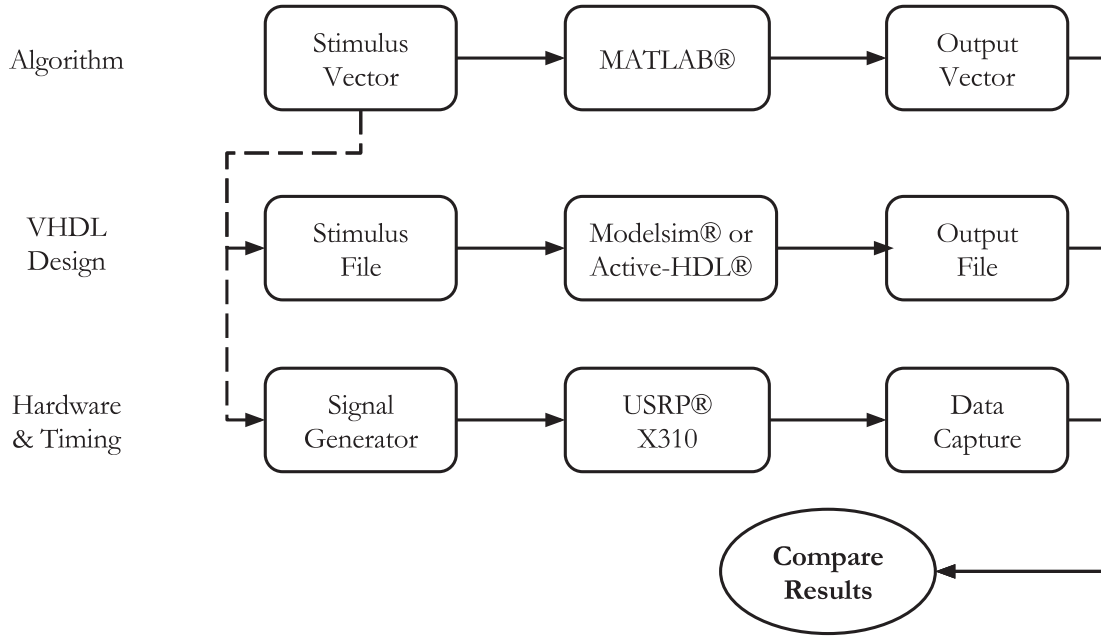 Algorithm
Stimulus
Vector
MATLAB®
Output
Vector
VHDL
Design
Stimulus
File
Modelsim® or
Active-HDL®
Output
File
Hardware
& Timing
Signal
Generator
USRP®
X310
Data
Capture
Compare
Results